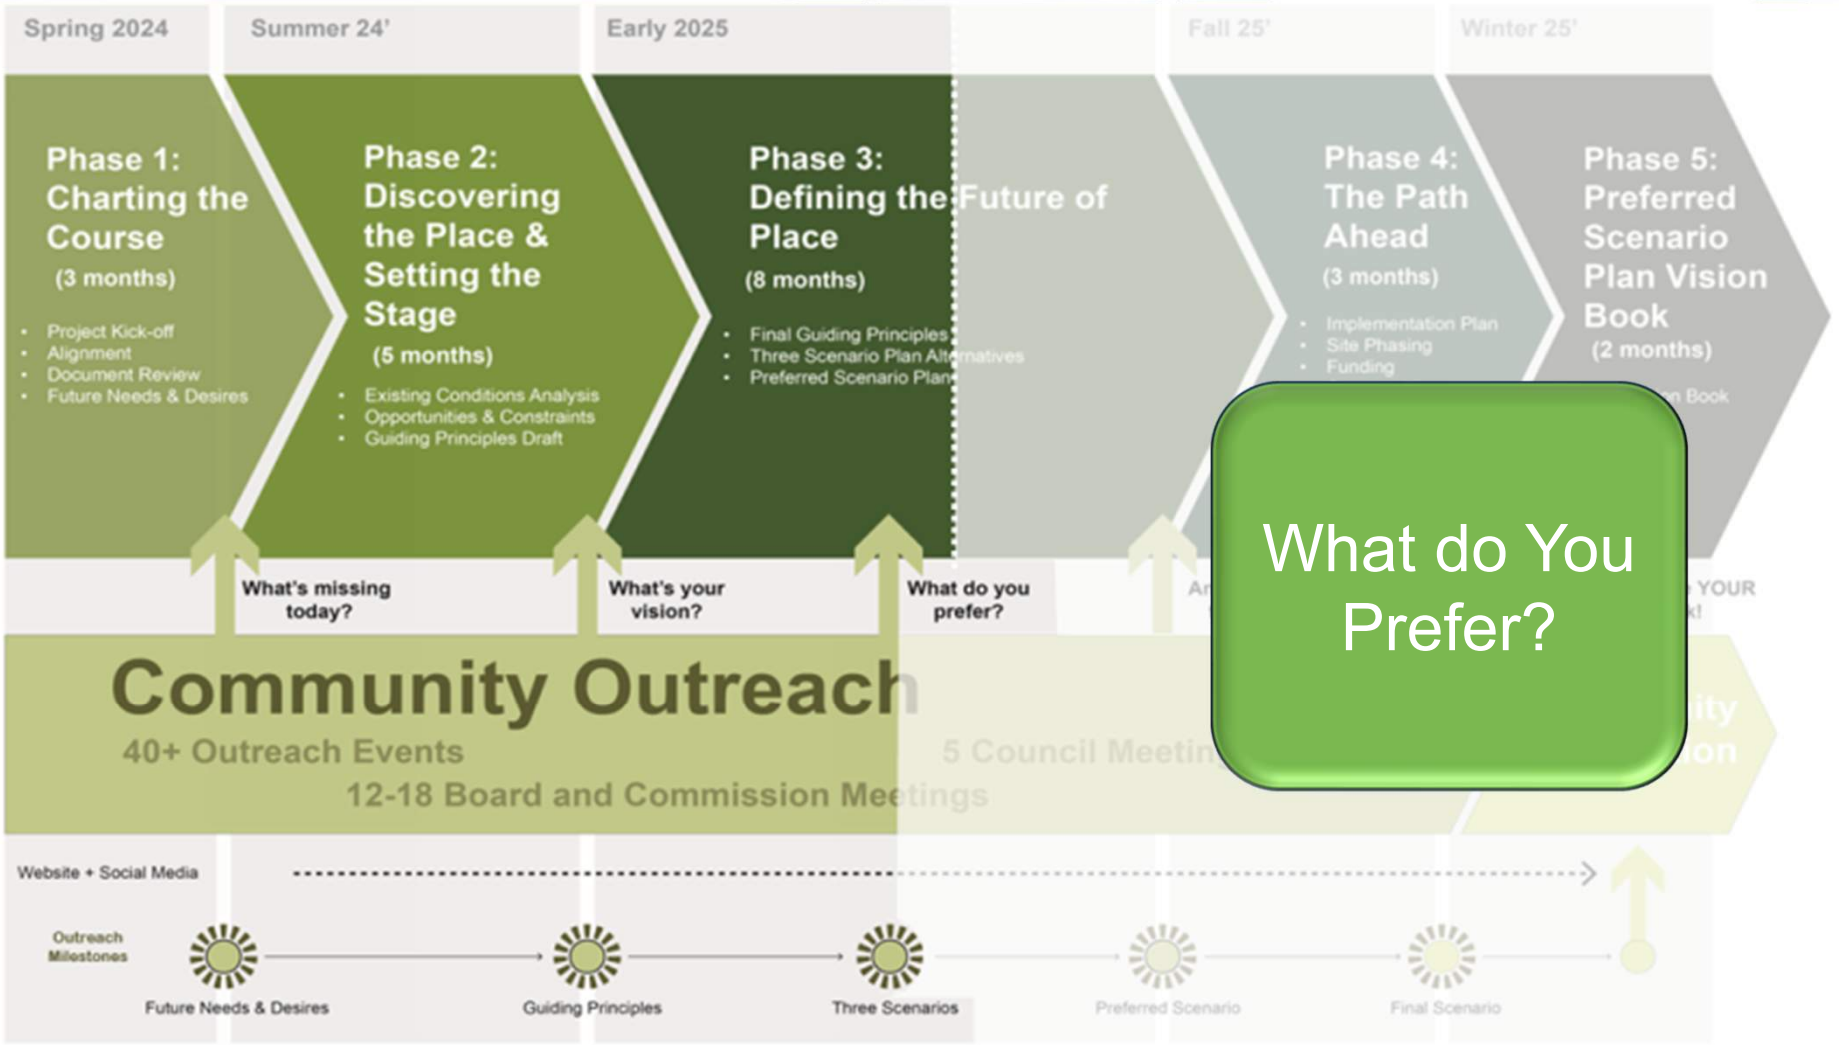 Spring 2024
Summer 24’
Early 2025
Fall 25’
Winter 25’
Phase 1:
Charting the
Course
(3 months)
• Project Kick-off
• Alignment
• Document Review
• Future Needs & Desires
Phase 2:
Discovering
the Place &
Setting the
Stage
(5 months)
• Existing Conditions Analysis
• Opportunities & Constraints
• Guiding Principles Draft
Phase 3:
Defining the Future of
Place
(8 months)
• Final Guiding Principles
• Three Scenario Plan Alternatives
• Preferred Scenario Plan
Phase 4:
The Path
Ahead
(3 months)
• Implementation Plan
• Site Phasing
• Funding
Phase 5:
Preferred
Scenario
Plan Vision
Book
(2 months)
Book
What's missing
today?
What's your
vision?
What do you
prefer?
YOUR
What do You
Prefer?
Community Outreach
40+ Outreach Events
5 Council
12-18 Board and Commission Meetings
Website + Social Media
Outreach
Milestones
Future Needs & Desires
Guiding Principles
Three Scenarios
Preferred Scenario
Final Scenario